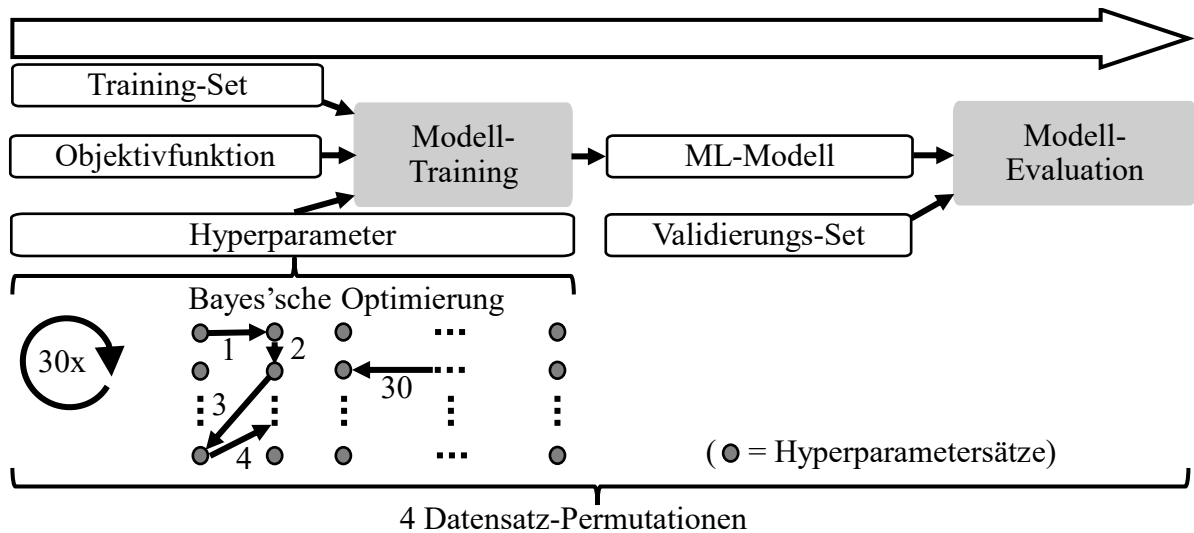 Training-Set
Objektivfunktion
Hyperparameter
Modell-
Training
ML-Modell
Validierungs-Set
Modell-
Evaluation
Bayes’sche Optimierung
30x
1
2
3
4
30
( = Hyperparametersätze)
4 Datensatz-Permutationen